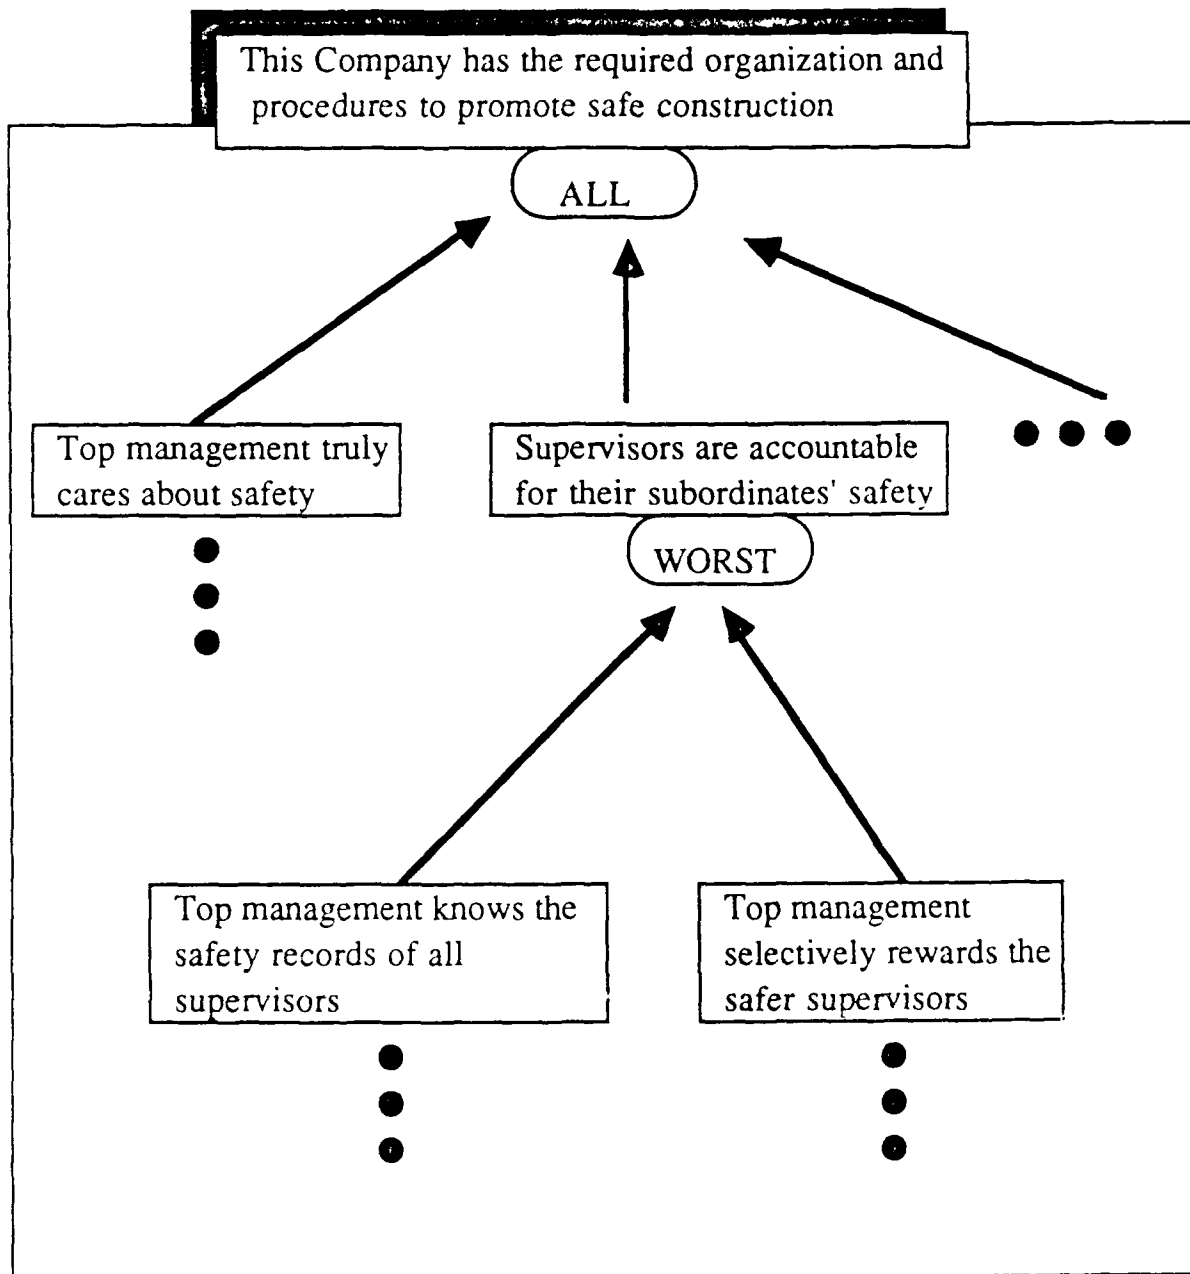 This Company has the required organization and
procedures to promote safe construction
ALL
Top management truly
cares about safety
Supervisors are accountable
for their subordinates' safety
WORST
Top management knows the
safety records of all
supervisors
Top management
selectively rewards the
safer supervisors